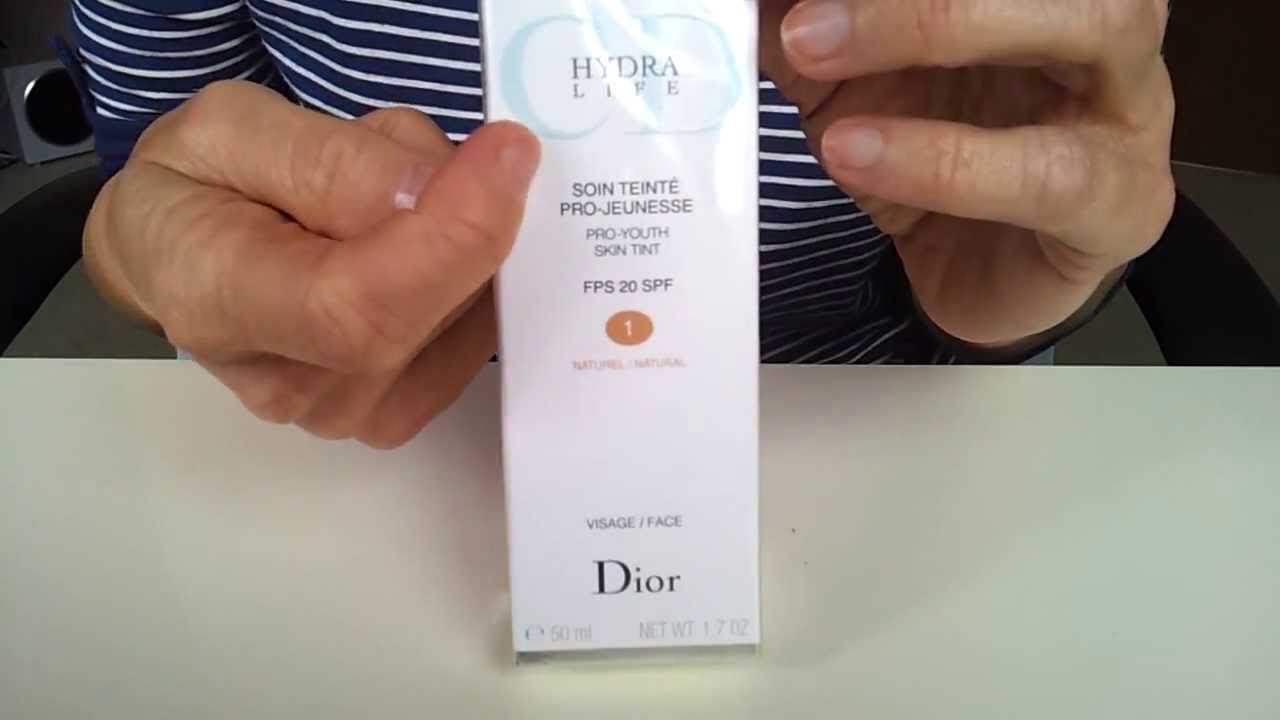 CD
HYDRA
LIFE
SOIN TEINTÉ
PRO-JEUNESSE
PRO-YOUTH
SKIN TINT
FPS 20 SPF
1
NATUREL / NATURAL
VISAGE / FACE
Dior
℮ 50 ml NET WT. 1.7 OZ